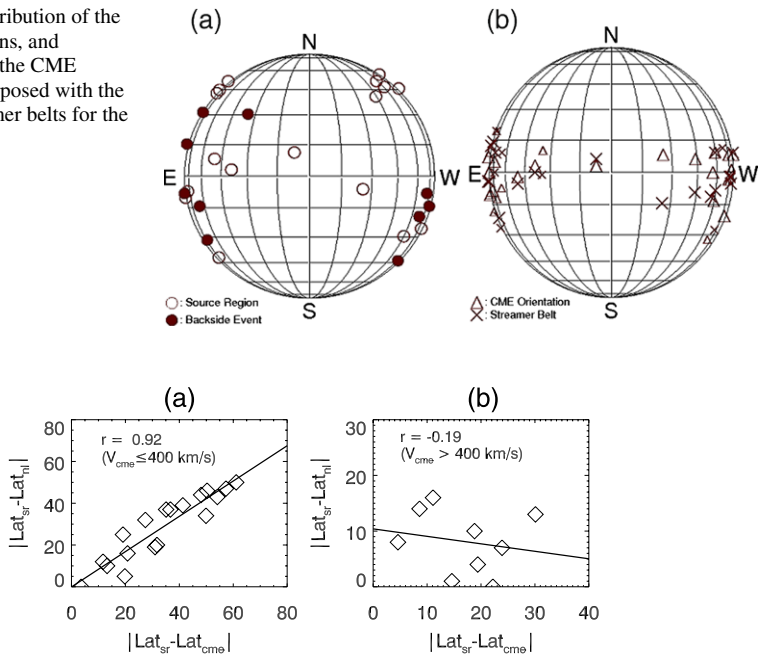 tribution of the
ns, and
the CME
posed with the
ner belts for the
(a)
(b)
N
N
E
W
E
W
S
S
: Source Region
: Backside Event
: CME Orientation
: Streamer Belt
(a)
80
60
40
20
0
0 20 40 60 80
r = 0.92
(Vcme≤400 km/s)
|Latsr-Latnl|
|Latsr-Latcme|
(b)
30
20
10
0
0 10 20 30 40
r = -0.19
(Vcme > 400 km/s)
|Latsr-Latnl|
|Latsr-Latcme|